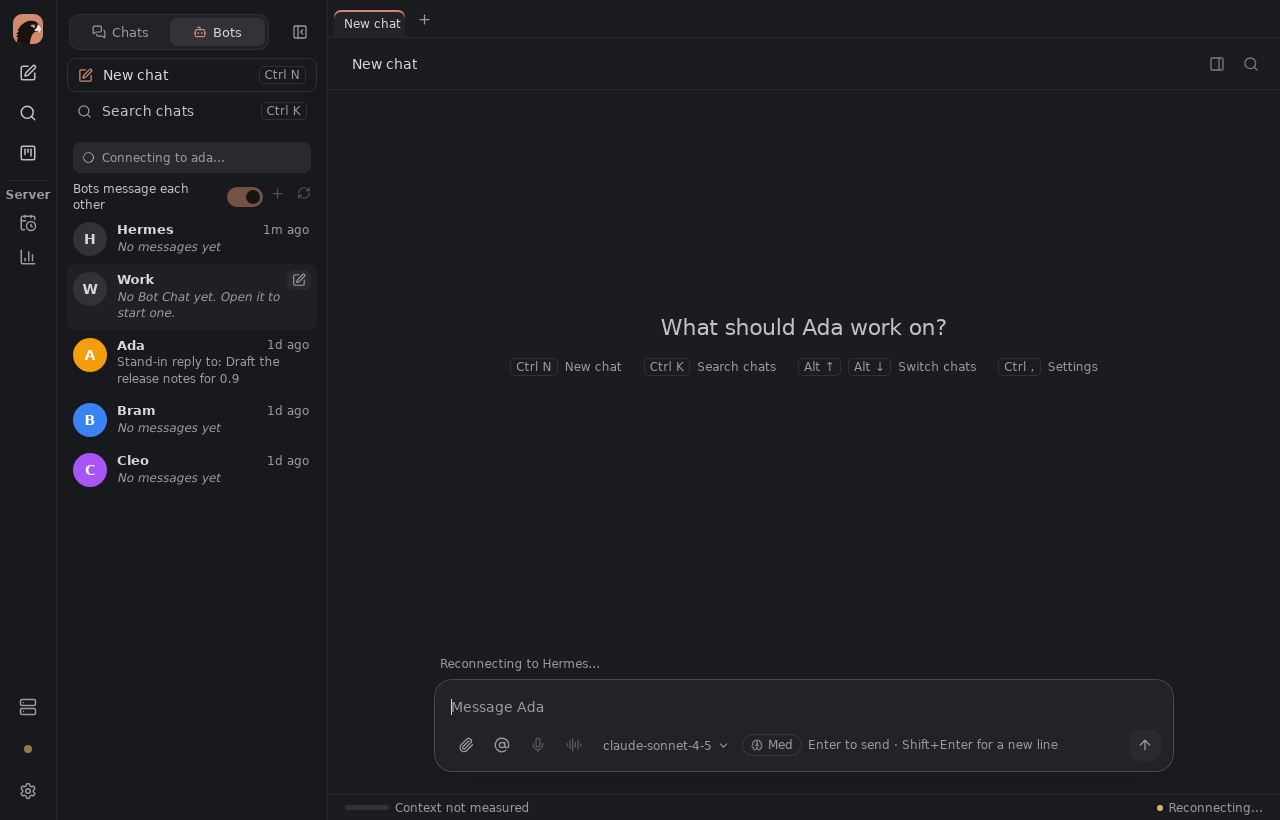 Chats
Bots
New chat
Ctrl N
Search chats
Ctrl K
Connecting to ada...
Bots message each
other
H
Hermes
1m ago
No messages yet
W
Work
No Bot Chat yet. Open it to
start one.
A
Ada
1d ago
Stand-in reply to: Draft the
release notes for 0.9
B
Bram
1d ago
No messages yet
C
Cleo
1d ago
No messages yet
Server
New chat
New chat
What should Ada work on?
Ctrl N New chat Ctrl K Search chats Alt ↑ Alt ↓ Switch chats Ctrl , Settings
Reconnecting to Hermes...
Message Ada
claude-sonnet-4-5 Med Enter to send · Shift+Enter for a new line
Context not measured
Reconnecting...